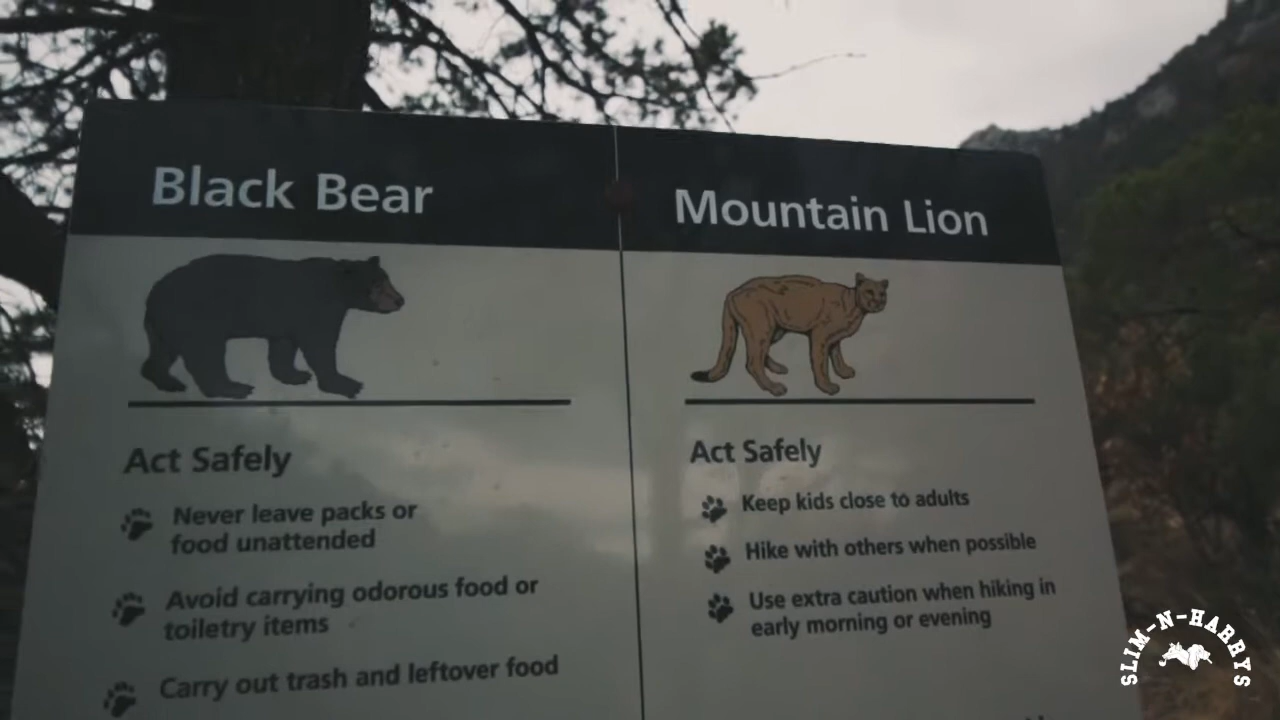 Black Bear
Act Safely
Never leave packs or
food unattended
Avoid carrying odorous food or
toiletry items
Carry out trash and leftover food
Mountain Lion
Act Safely
Keep kids close to adults
Hike with others when possible
Use extra caution when hiking in
early morning or evening
SLIM-N-HARRYS